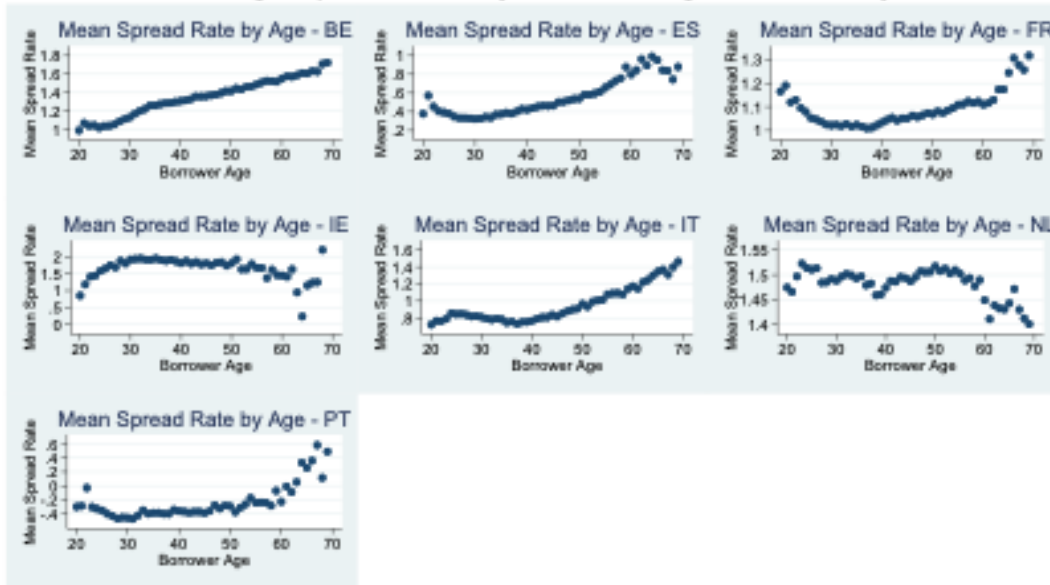 Mean Spread Rate by Age - BE
Mean Spread Rate
1.8
1.6
1.4
1.2
1
20 30 40 50 60 70
Borrower Age
Mean Spread Rate by Age - ES
Mean Spread Rate
1
.8
.6
.4
.2
20 30 40 50 60 70
Borrower Age
Mean Spread Rate by Age - FR
Mean Spread Rate
1.3
1.2
1.1
1
20 30 40 50 60 70
Borrower Age
Mean Spread Rate by Age - IE
Mean Spread Rate
2
1.5
1
.5
0
20 30 40 50 60 70
Borrower Age
Mean Spread Rate by Age - IT
Mean Spread Rate
1.6
1.4
1.2
1
.8
20 30 40 50 60 70
Borrower Age
Mean Spread Rate by Age - NL
Mean Spread Rate
1.55
1.5
1.45
1.4
20 30 40 50 60 70
Borrower Age
Mean Spread Rate by Age - PT
Mean Spread Rate
.6
.4
.2
0
-.2
-.4
20 30 40 50 60 70
Borrower Age